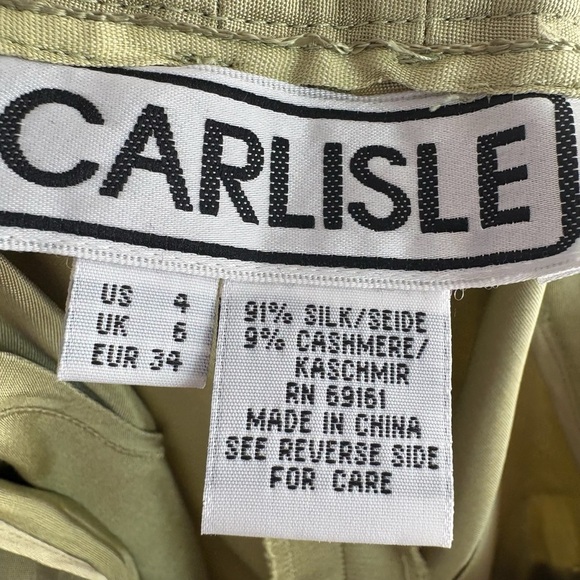 CARLISLE
US 4
UK 6
EUR 34
91% SILK/SEIDE
9% CASHMERE/
KASCHMIR
RN 69161
MADE IN CHINA
SEE REVERSE SIDE
FOR CARE